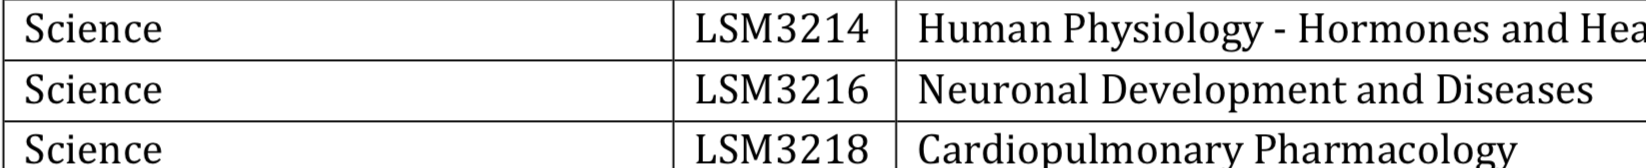 Science LSM3214 Human Physiology - Hormones and
Science LSM3216 Neuronal Development and Diseases
Science LSM3218 Cardiopulmonary Pharmacology